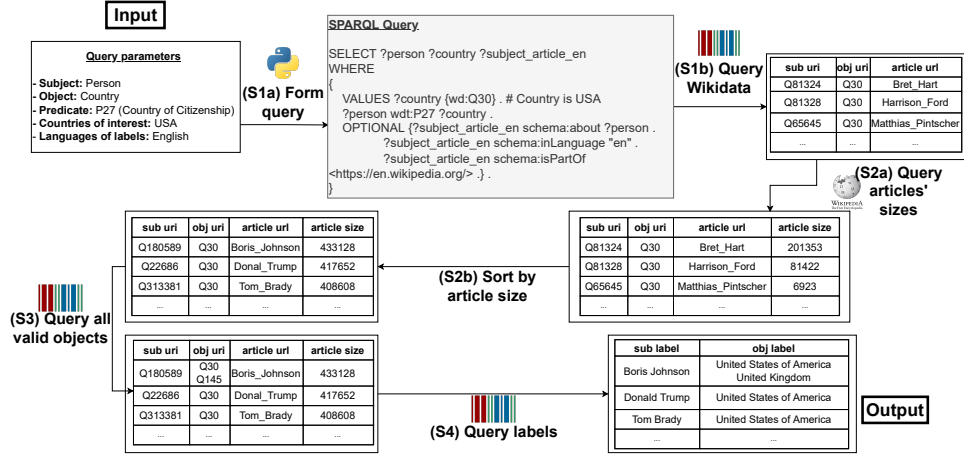 Input
Query parameters
- Subject: Person
- Object: Country
- Predicate: P27 (Country of Citizenship)
- Countries of interest: USA
- Languages of labels: English
(S1a) Form
query
SPARQL Query
SELECT ?person ?country ?subject_article_en
WHERE
{
VALUES ?country {wd:Q30} . # Country is USA
?person wdt:P27 ?country .
OPTIONAL {?subject_article_en schema:about ?person .
?subject_article_en schema:inLanguage "en" .
?subject_article_en schema:isPartOf
<https://en.wikipedia.org/> .} .
}
(S1b) Query
Wikidata
sub uri obj uri article url
Q81324 Q30 Bret_Hart
Q81328 Q30 Harrison_Ford
Q65645 Q30 Matthias_Pintscher
... ... ...
WIKIPEDIA
The Free Encyclopedia
(S2a) Query
articles'
sizes
sub uri obj uri article url article size
Q81324 Q30 Bret_Hart 201353
Q81328 Q30 Harrison_Ford 81422
Q65645 Q30 Matthias_Pintscher 6923
... ... ... ...
(S2b) Sort by
article size
sub uri obj uri article url article size
Q180589 Q30 Boris_Johnson 433128
Q22686 Q30 Donal_Trump 417652
Q313381 Q30 Tom_Brady 408608
... ... ... ...
(S3) Query all
valid objects
sub uri obj uri article url article size
Q180589 Q30 Q145 Boris_Johnson 433128
Q22686 Q30 Donal_Trump 417652
Q313381 Q30 Tom_Brady 408608
... ... ... ...
(S4) Query labels
sub label obj label
Boris Johnson United States of America
United Kingdom
Donald Trump United States of America
Tom Brady United States of America
... ...
Output